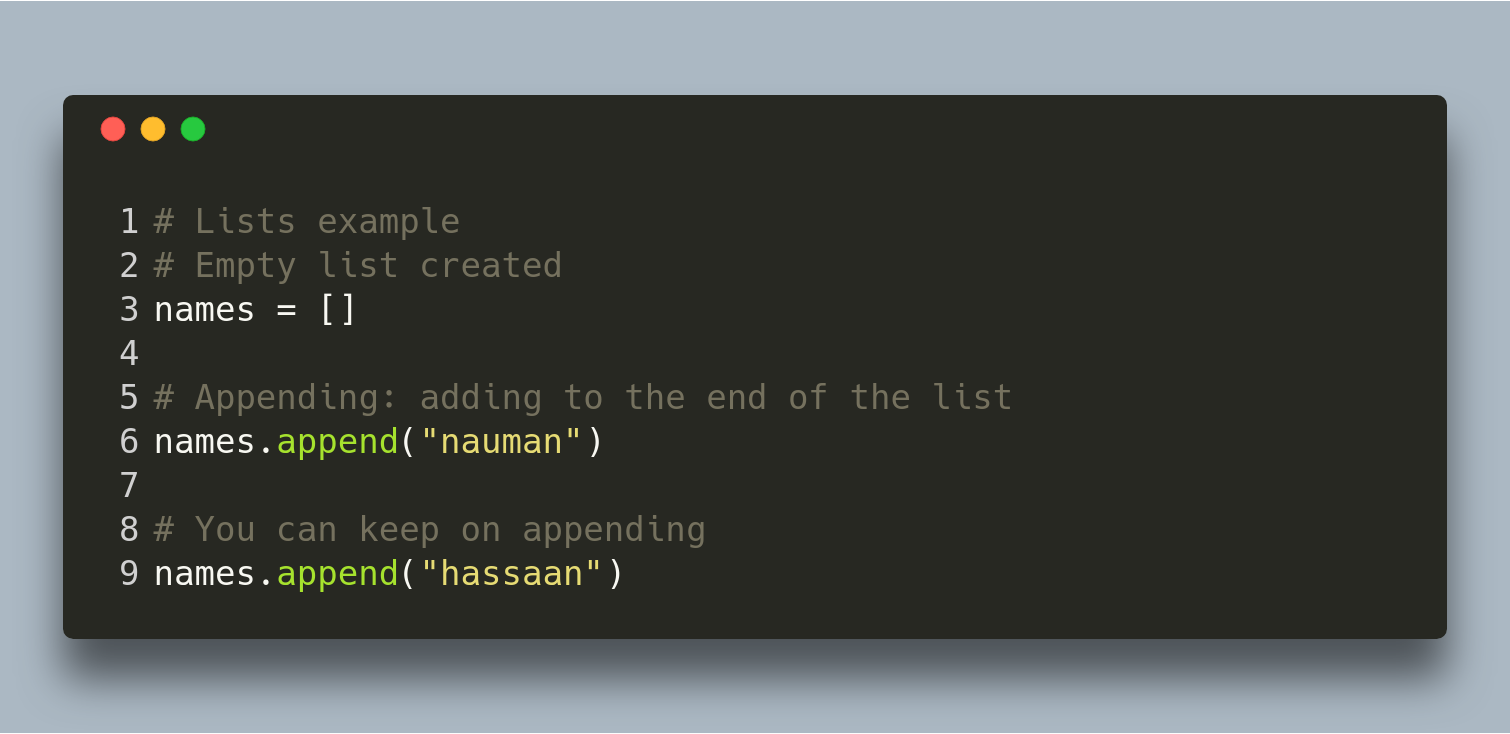 1 # Lists example
2 # Empty list created
3 names = []
4
5 # Appending: adding to the end of the list
6 names.append("nauman")
7
8 # You can keep on appending
9 names.append("hassaan")